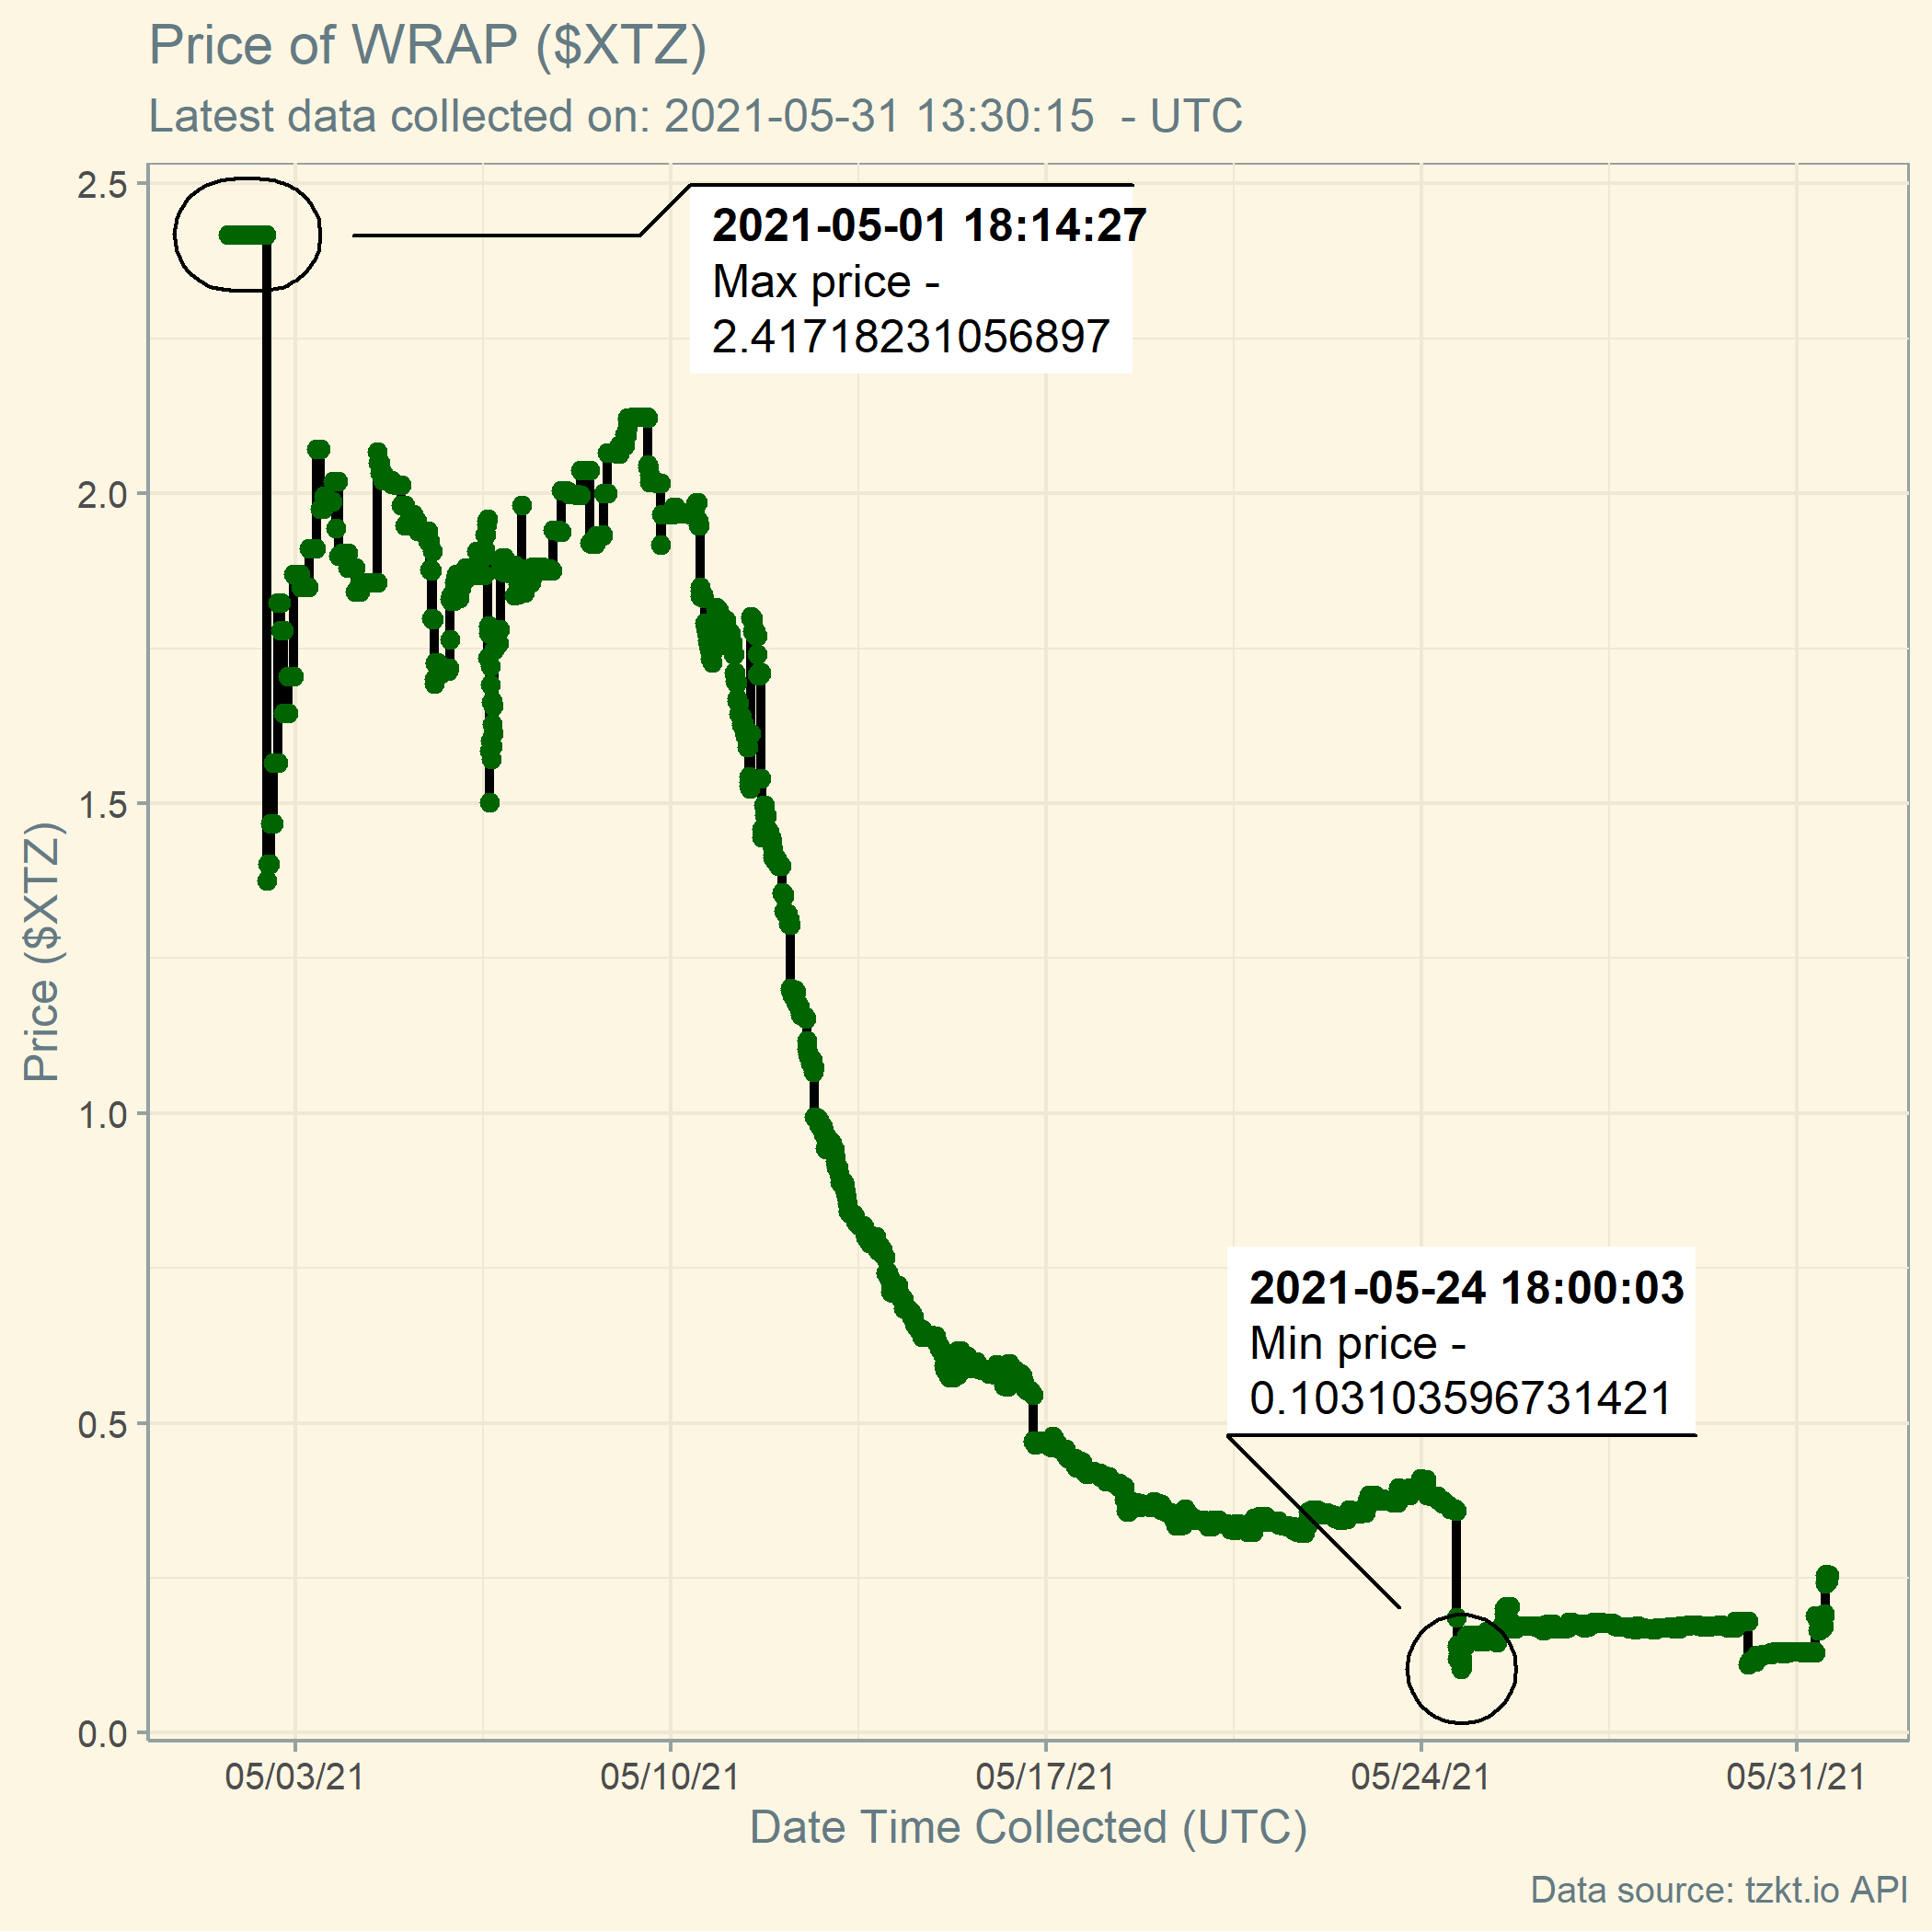 Price of WRAP ($XTZ)
Latest data collected on: 2021-05-31 13:30:15  - UTC
2.5
2.0
1.5
1.0
0.5
0.0
Price ($XTZ)
2021-05-01 18:14:27
Max price -
2.41718231056897
2021-05-24 18:00:03
Min price -
0.103103596731421
05/03/21
05/10/21
05/17/21
05/24/21
05/31/21
Date Time Collected (UTC)
Data source: tzkt.io API